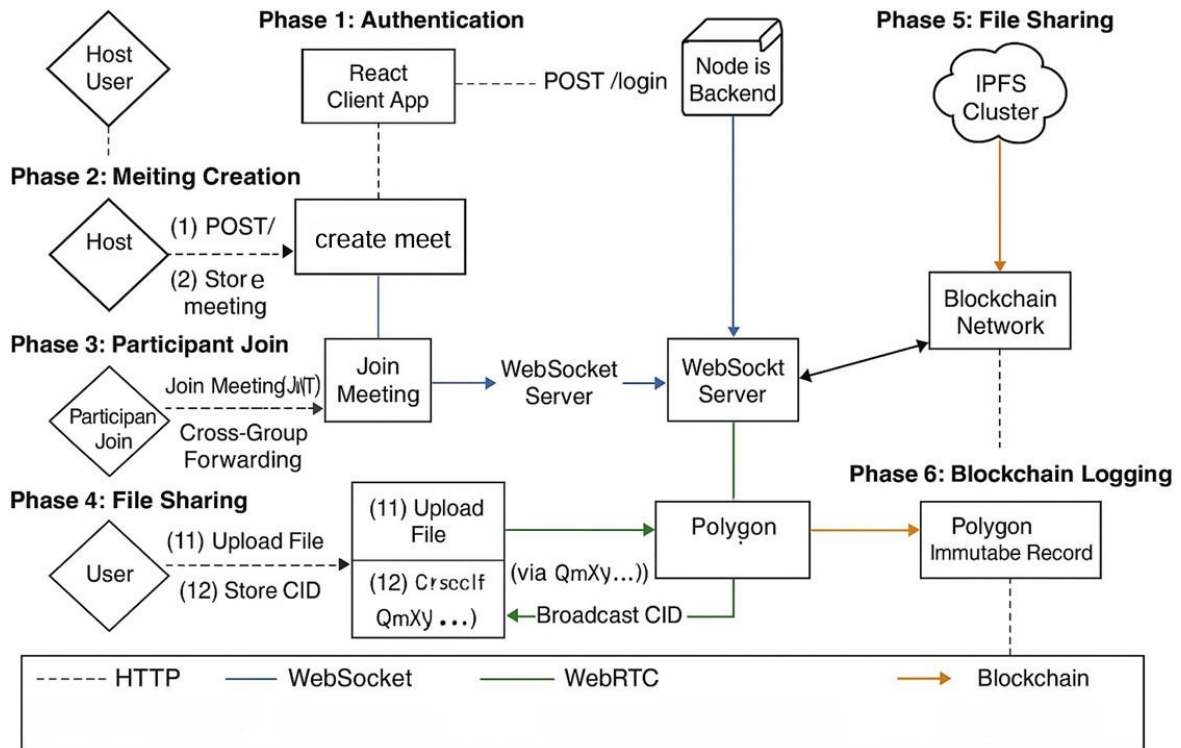 Phase 1: Authentication
Phase 5: File Sharing
Host
User
React
Client App
POST /login
Node is
Backend
IPFS
Cluster
Phase 2: Meiting Creation
Host
(1) POST/
(2) Store
meeting
create meet
Blockchain
Network
Phase 3: Participant Join
Participan
Join
Join Meeting(JWT)
Cross-Group
Forwarding
Join
Meeting
WebSocket
Server
WebSockt
Server
Phase 4: File Sharing
Phase 6: Blockchain Logging
User
(11) Upload File
(12) Store CID
(11) Upload
File
(12)
QmXy...)
(via QmXy...))
Broadcast CID
Polygon
Polygon
Immutabe Record
HTTP
WebSocket
WebRTC
Blockchain